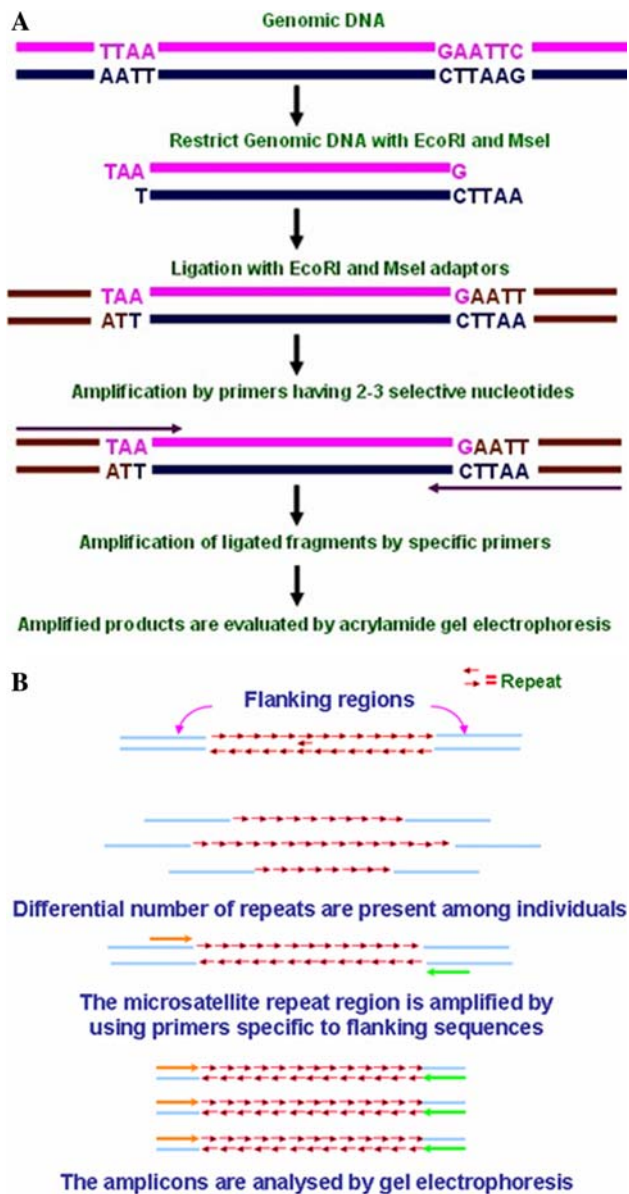 A
Genomic DNA
TTAA GAATTC
AATT CTTAAG
Restrict Genomic DNA with EcoRI and MseI
TAA G
T CTTAA
Ligation with EcoRI and MseI adaptors
TAA GAATT
ATT CTTAA
Amplification by primers having 2-3 selective nucleotides
TAA GAATT
ATT CTTAA
Amplification of ligated fragments by specific primers
Amplified products are evaluated by acrylamide gel electrophoresis
B
= Repeat
Flanking regions
Differential number of repeats are present among individuals
The microsatellite repeat region is amplified by
using primers specific to flanking sequences
The amplicons are analysed by gel electrophoresis